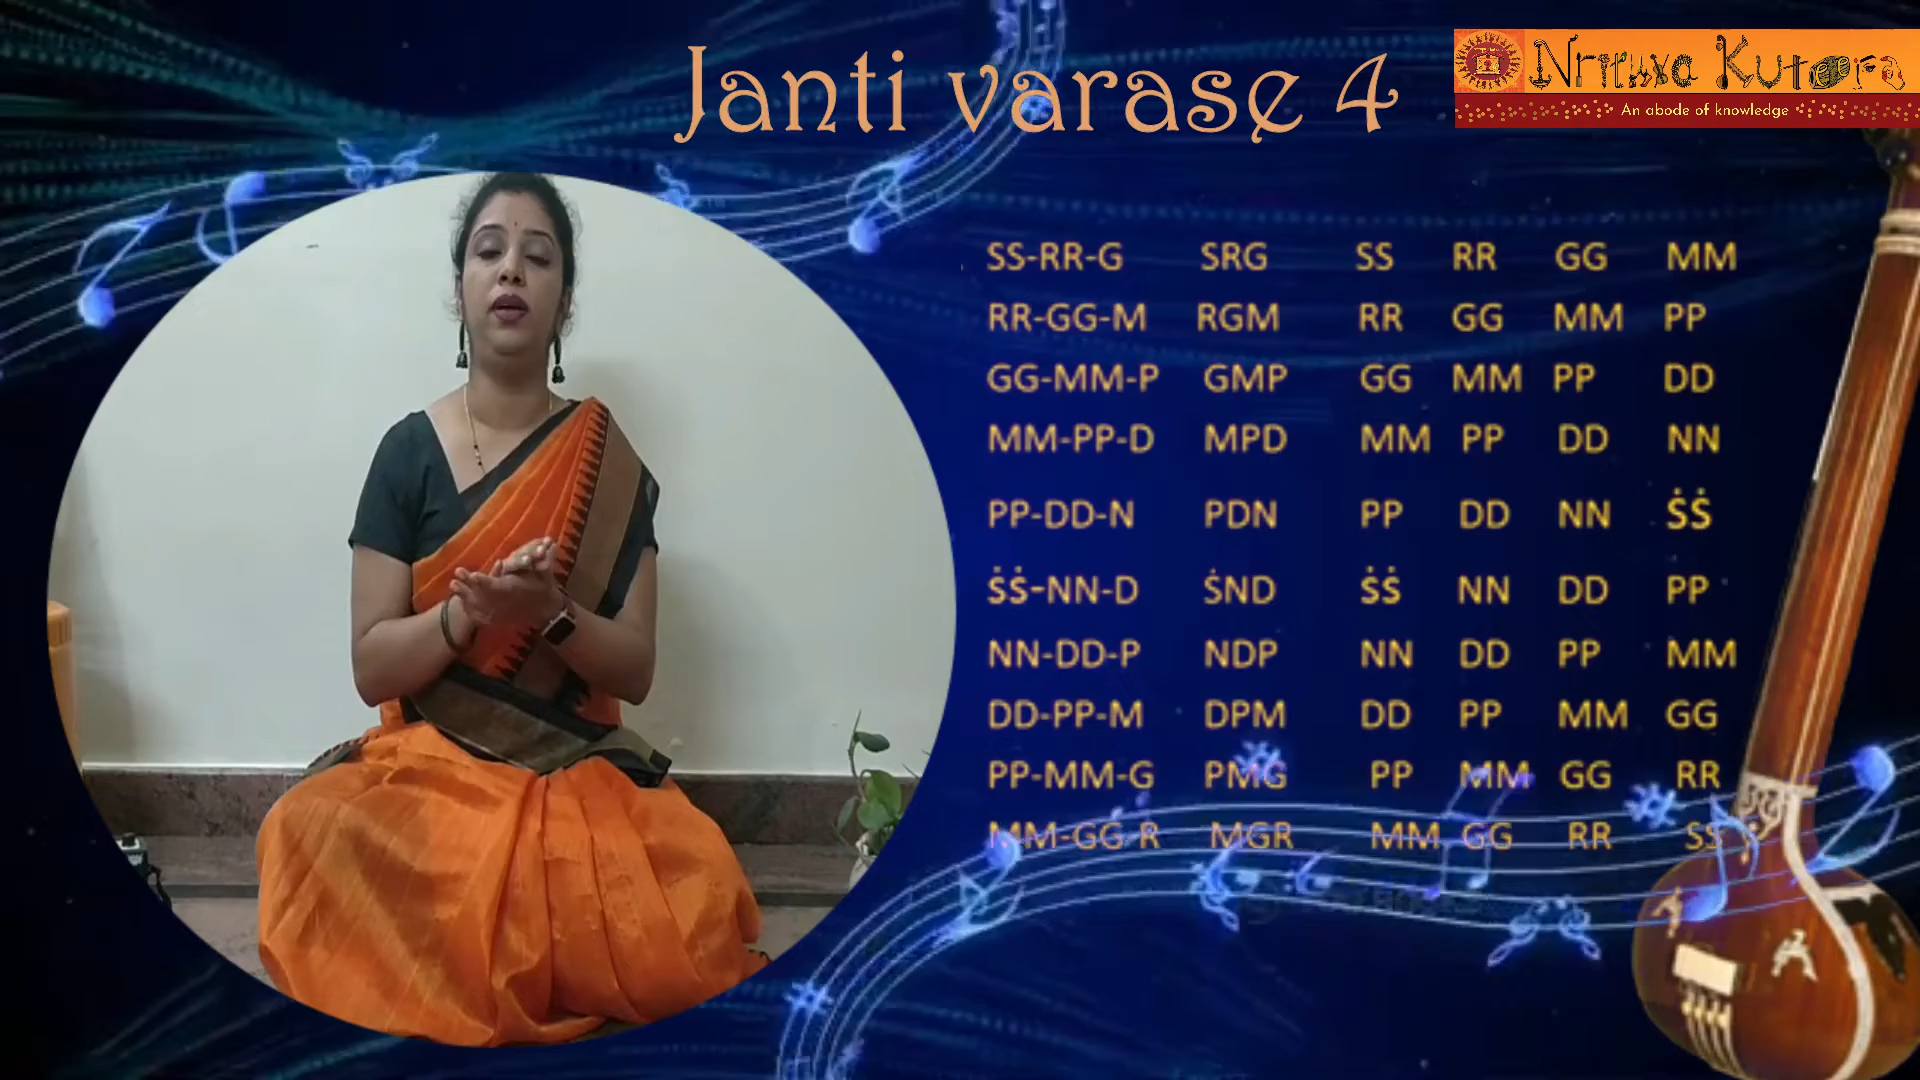 Janti varase 4
Nrituya Kuteera
An abode of knowledge
SS-RR-G SRG SS RR GG MM
RR-GG-M RGM RR GG MM PP
GG-MM-P GMP GG MM PP DD
MM-PP-D MPD MM PP DD NN
PP-DD-N PDN PP DD NN ṠṠ
ṠṠ-NN-D ṠND ṠṠ NN DD PP
NN-DD-P NDP NN DD PP MM
DD-PP-M DPM DD PP MM GG
PP-MM-G PMG PP MM GG RR
MM-GG-R MGR MM GG RR SS